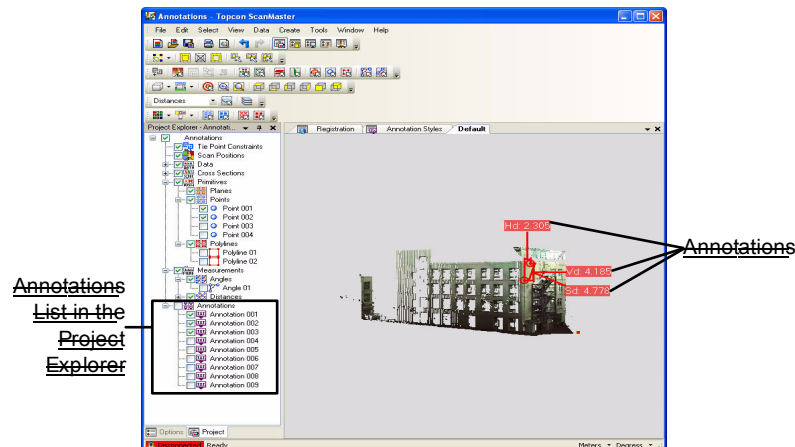 Annotations - Topcon ScanMaster
File Edit Select View Data Create Tools Window Help
Distances
Project Explorer - Annotati...
Registration Annotation Styles Default
Annotations
Tie Point Constraints
Scan Positions
Data
Cross Sections
Primitives
Planes
Points
Point 001
Point 002
Point 003
Point 004
Polylines
Polyline 01
Polyline 02
Measurements
Angles
Angle 01
Distances
Annotations
Annotation 001
Annotation 002
Annotation 003
Annotation 004
Annotation 005
Annotation 006
Annotation 007
Annotation 008
Annotation 009
Options Project
Disconnected Ready
Meters Degrees
Hd: 2.305
Vd: 4.185
Sd: 4.778
Annotations
Annotations
List in the
Project
Explorer